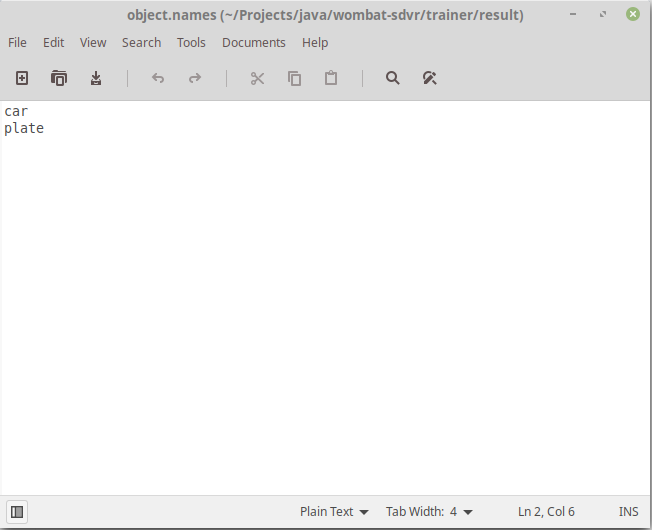 object.names (~/Projects/java/wombat-sdvr/trainer/result)
File Edit View Search Tools Documents Help
car
plate
Plain Text Tab Width: 4 Ln 2, Col 6 INS